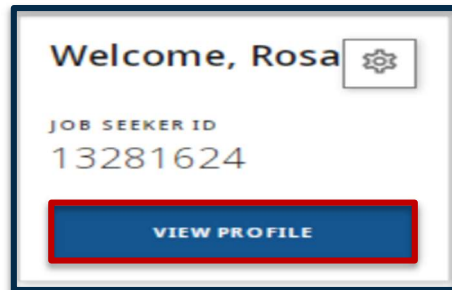 Welcome, Rosa
JOB SEEKER ID
13281624
VIEW PROFILE